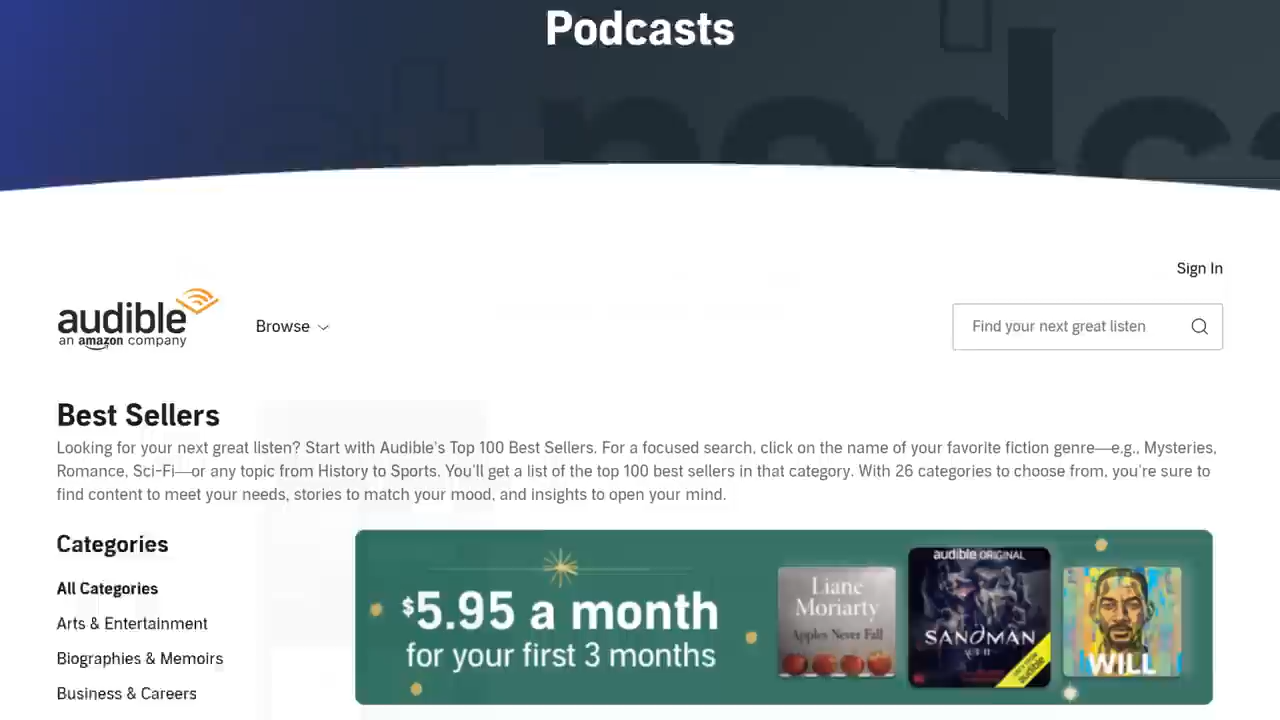 Podcasts
podc
Sign In
audible
an amazon company
Browse
Find your next great listen
Best Sellers
Looking for your next great listen? Start with Audible's Top 100 Best Sellers. For a focused search, click on the name of your favorite fiction genre—e.g., Mysteries,
Romance, Sci-Fi—or any topic from History to Sports. You'll get a list of the top 100 best sellers in that category. With 26 categories to choose from, you're sure to
find content to meet your needs, stories to match your mood, and insights to open your mind.
Categories
All Categories
Arts & Entertainment
Biographies & Memoirs
Business & Careers
$5.95 a month
for your first 3 months
Liane
Moriarty
Apples Never Fall
audible ORIGINAL
SANDMAN
audible
WILL